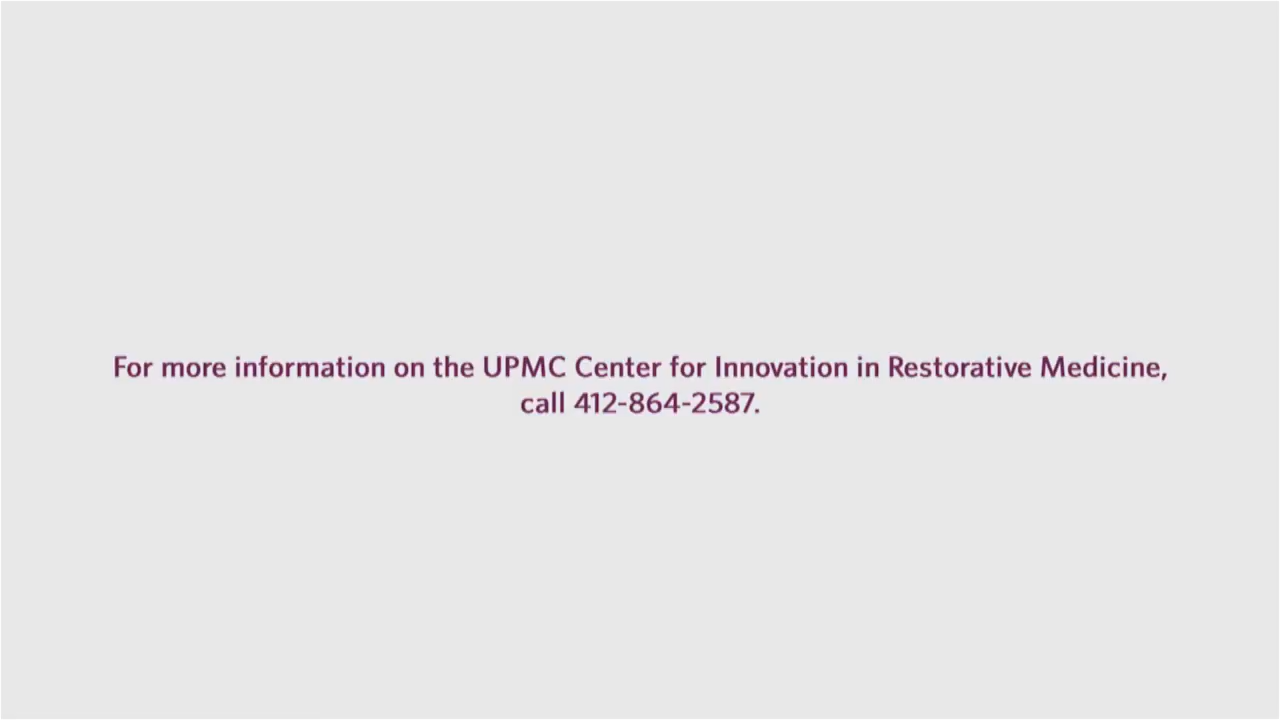 For more information on the UPMC Center for Innovation in Restorative Medicine,
call 412-864-2587.